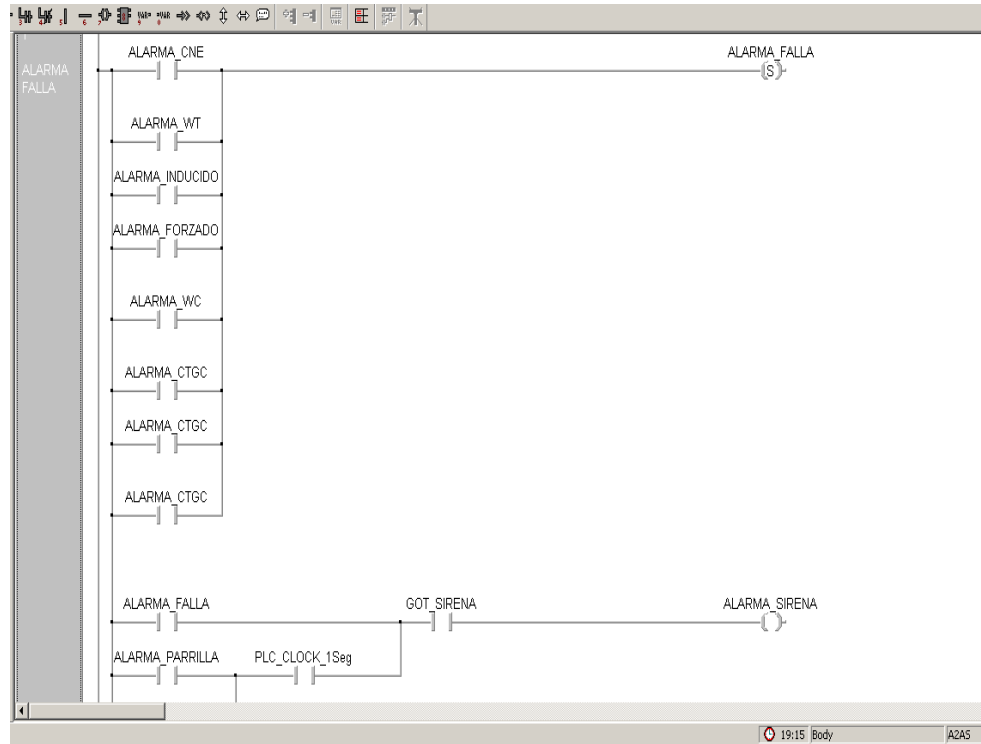 ALARMA
FALLA
ALARMA_CNE
ALARMA_FALLA
(S)
ALARMA_WT
ALARMA_INDUCIDO
ALARMA_FORZADO
ALARMA_WC
ALARMA_CTGC
ALARMA_CTGC
ALARMA_CTGC
ALARMA_FALLA
GOT_SIRENA
ALARMA_SIRENA
ALARMA_PARRILLA
PLC_CLOCK_1Seg
19:15
Body
A2A5